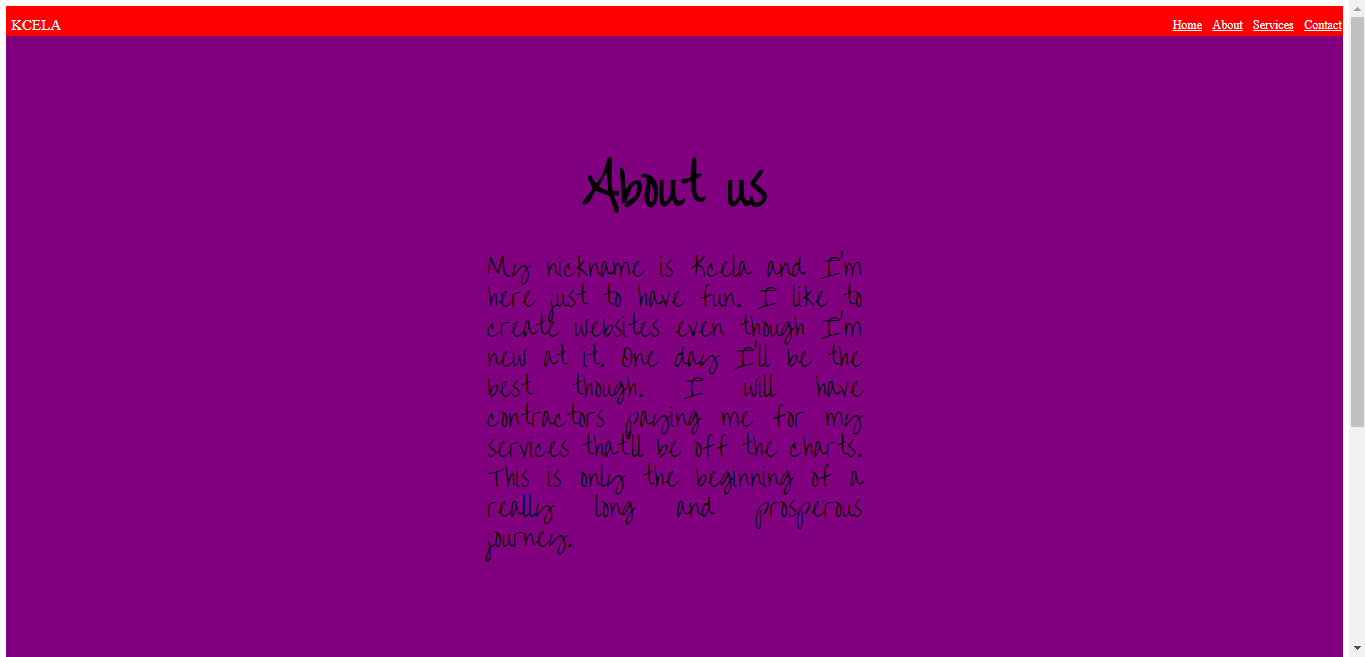 KCELA
Home About Services Contact
About us
My nickname is Kcela and I'm
here just to have fun. I like to
create websites even though I'm
new at it. One day I'll be the
best though. I will have
contractors paying me for my
services that'll be off the charts.
This is only the beginning of a
really long and prosperous
journey.